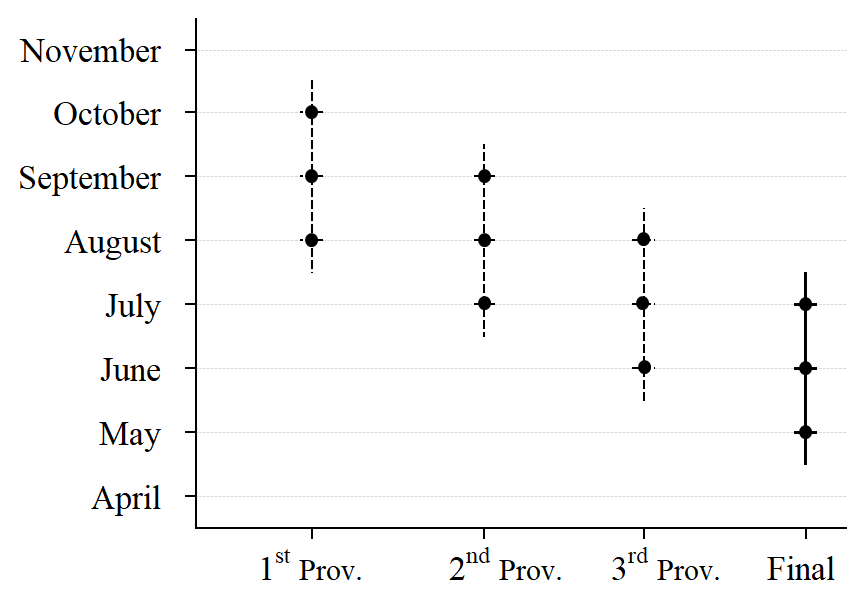 November
October
September
August
July
June
May
April
1st Prov.
2nd Prov.
3rd Prov.
Final